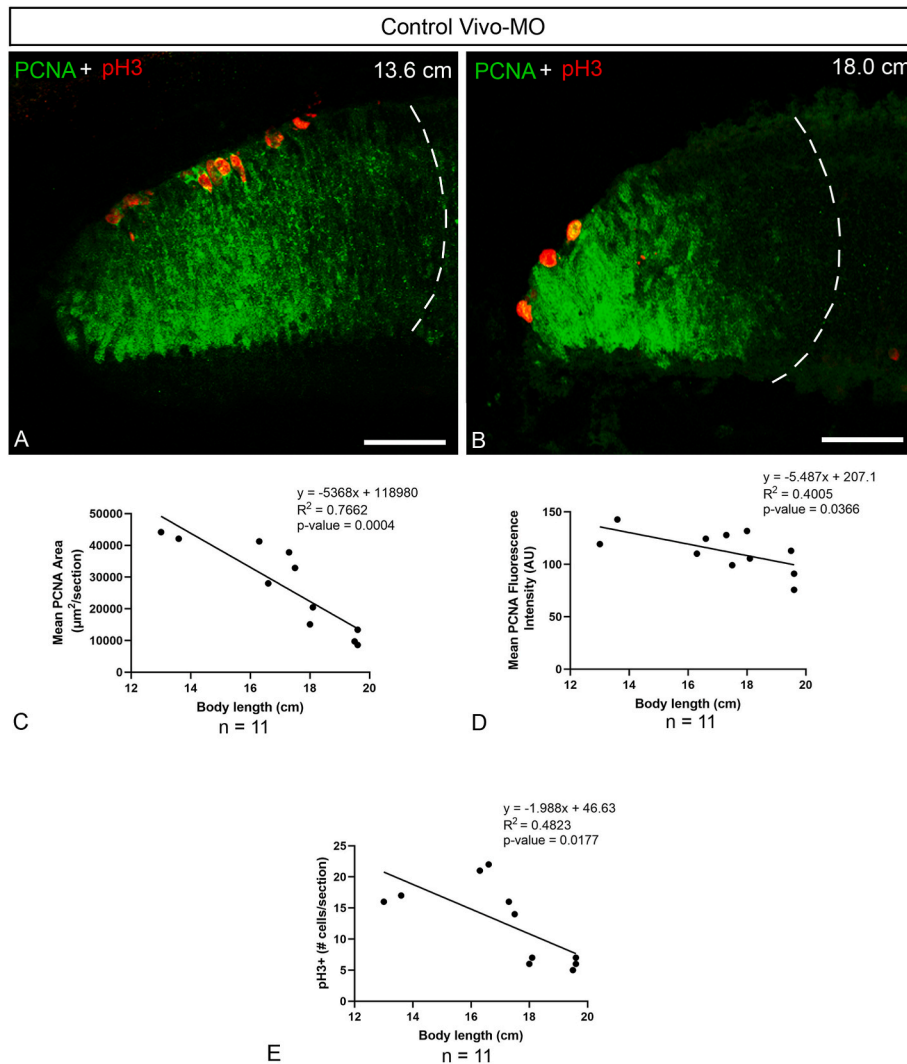 Control Vivo-MO
PCNA + pH3
13.6 cm
A
PCNA + pH3
18.0 cm
B
y = -5368x + 118980
R² = 0.7662
p-value = 0.0004
Mean PCNA Area
(µm²/section)
50000
40000
30000
20000
10000
0
12
14
16
18
20
Body length (cm)
n = 11
C
y = -5.487x + 207.1
R² = 0.4005
p-value = 0.0366
Mean PCNA Fluorescence
Intensity (AU)
150
100
50
0
12
14
16
18
20
Body length (cm)
n = 11
D
y = -1.988x + 46.63
R² = 0.4823
p-value = 0.0177
pH3+ (# cells/section)
25
20
15
10
5
0
12
14
16
18
20
Body length (cm)
n = 11
E